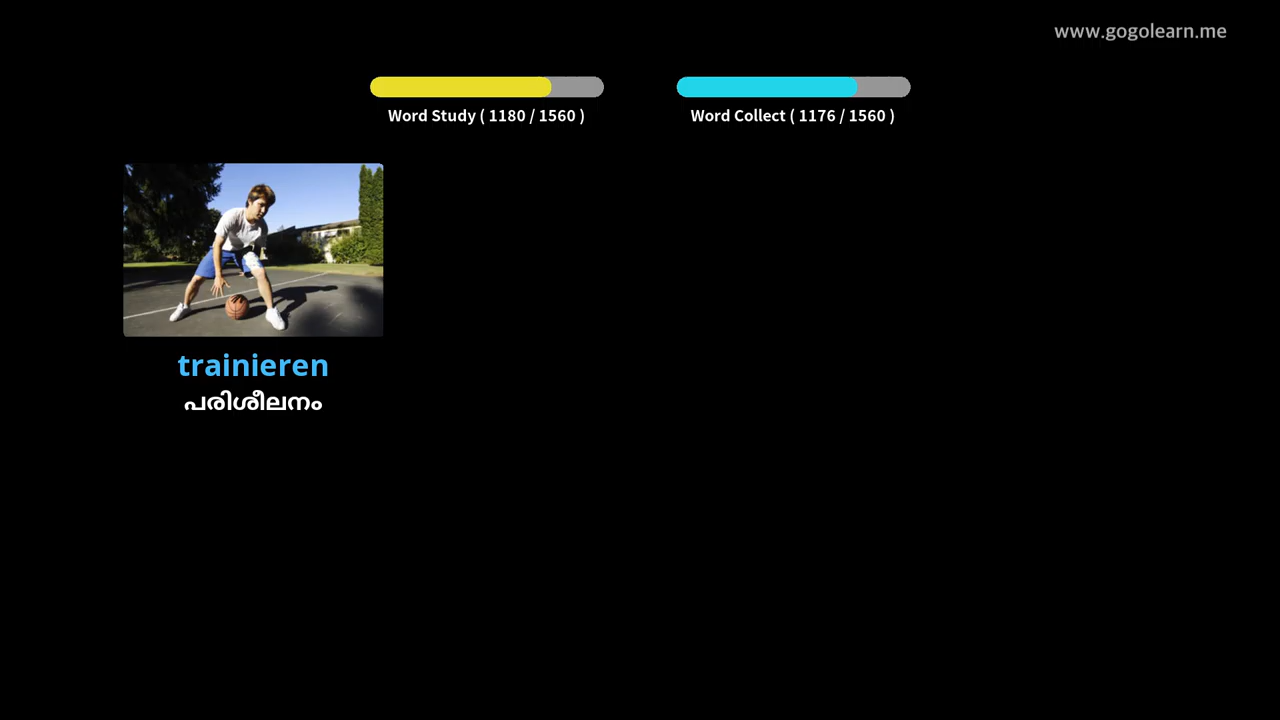 www.gogolearn.me
Word Study ( 1180 / 1560 )
Word Collect ( 1176 / 1560 )
trainieren
പരിശീലനം